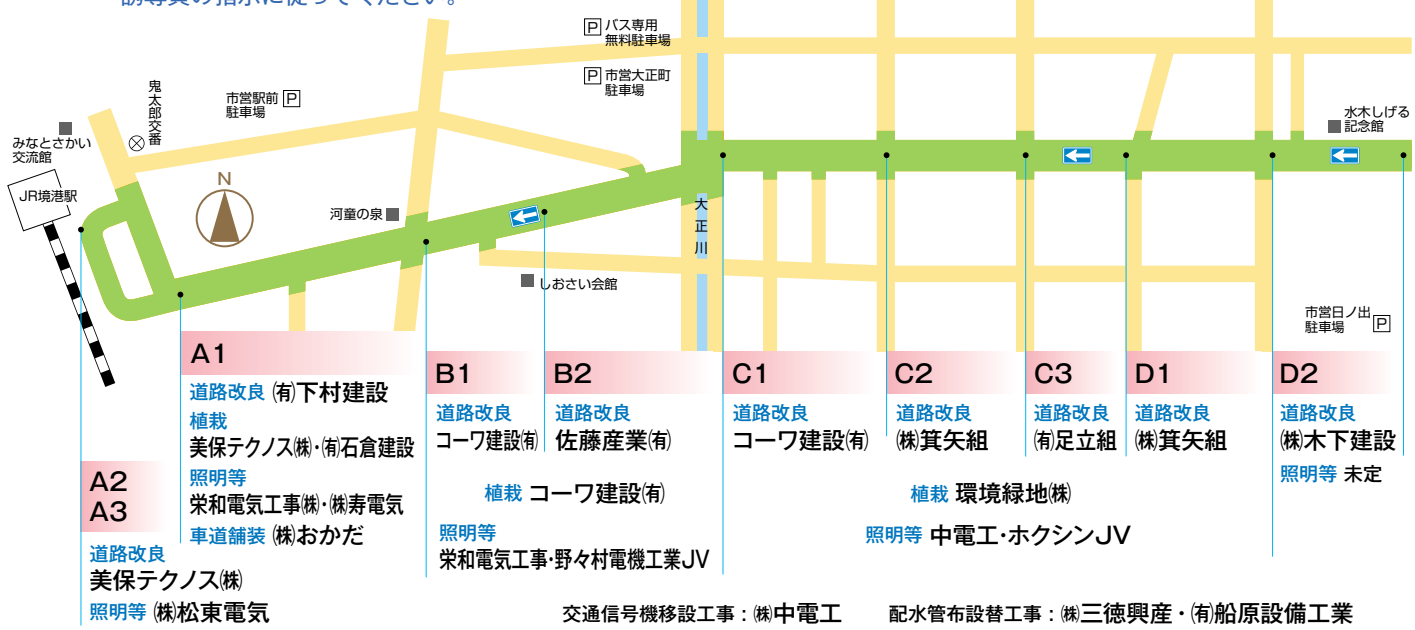 誘導員の指示に従ってください。
P バス専用
無料駐車場
P 市営大正町
駐車場
鬼太郎交番
市営駅前 P
駐車場
みなとさかい
交流館
水木しげる
記念館
JR境港駅
N
河童の泉
大正川
しおさい会館
市営日ノ出
駐車場 P
A1
道路改良 ㈲下村建設
植栽
美保テクノス㈱・㈲石倉建設
照明等
栄和電気工事㈱・㈱寿電気
車道舗装 ㈱おかだ
A2
A3
道路改良
美保テクノス㈱
照明等 ㈱松東電気
B1
道路改良
コーワ建設㈲
B2
道路改良
佐藤産業㈲
植栽 コーワ建設㈲
照明等
栄和電気工事・野々村電機工業JV
C1
道路改良
コーワ建設㈲
C2
道路改良
㈱箕矢組
C3
道路改良
㈲足立組
D1
道路改良
㈱箕矢組
植栽 環境緑地㈱
照明等 中電工・ホクシンJV
D2
道路改良
㈱木下建設
照明等 未定
交通信号機移設工事：㈱中電工
配水管布設替工事：㈱三徳興産・㈲船原設備工業